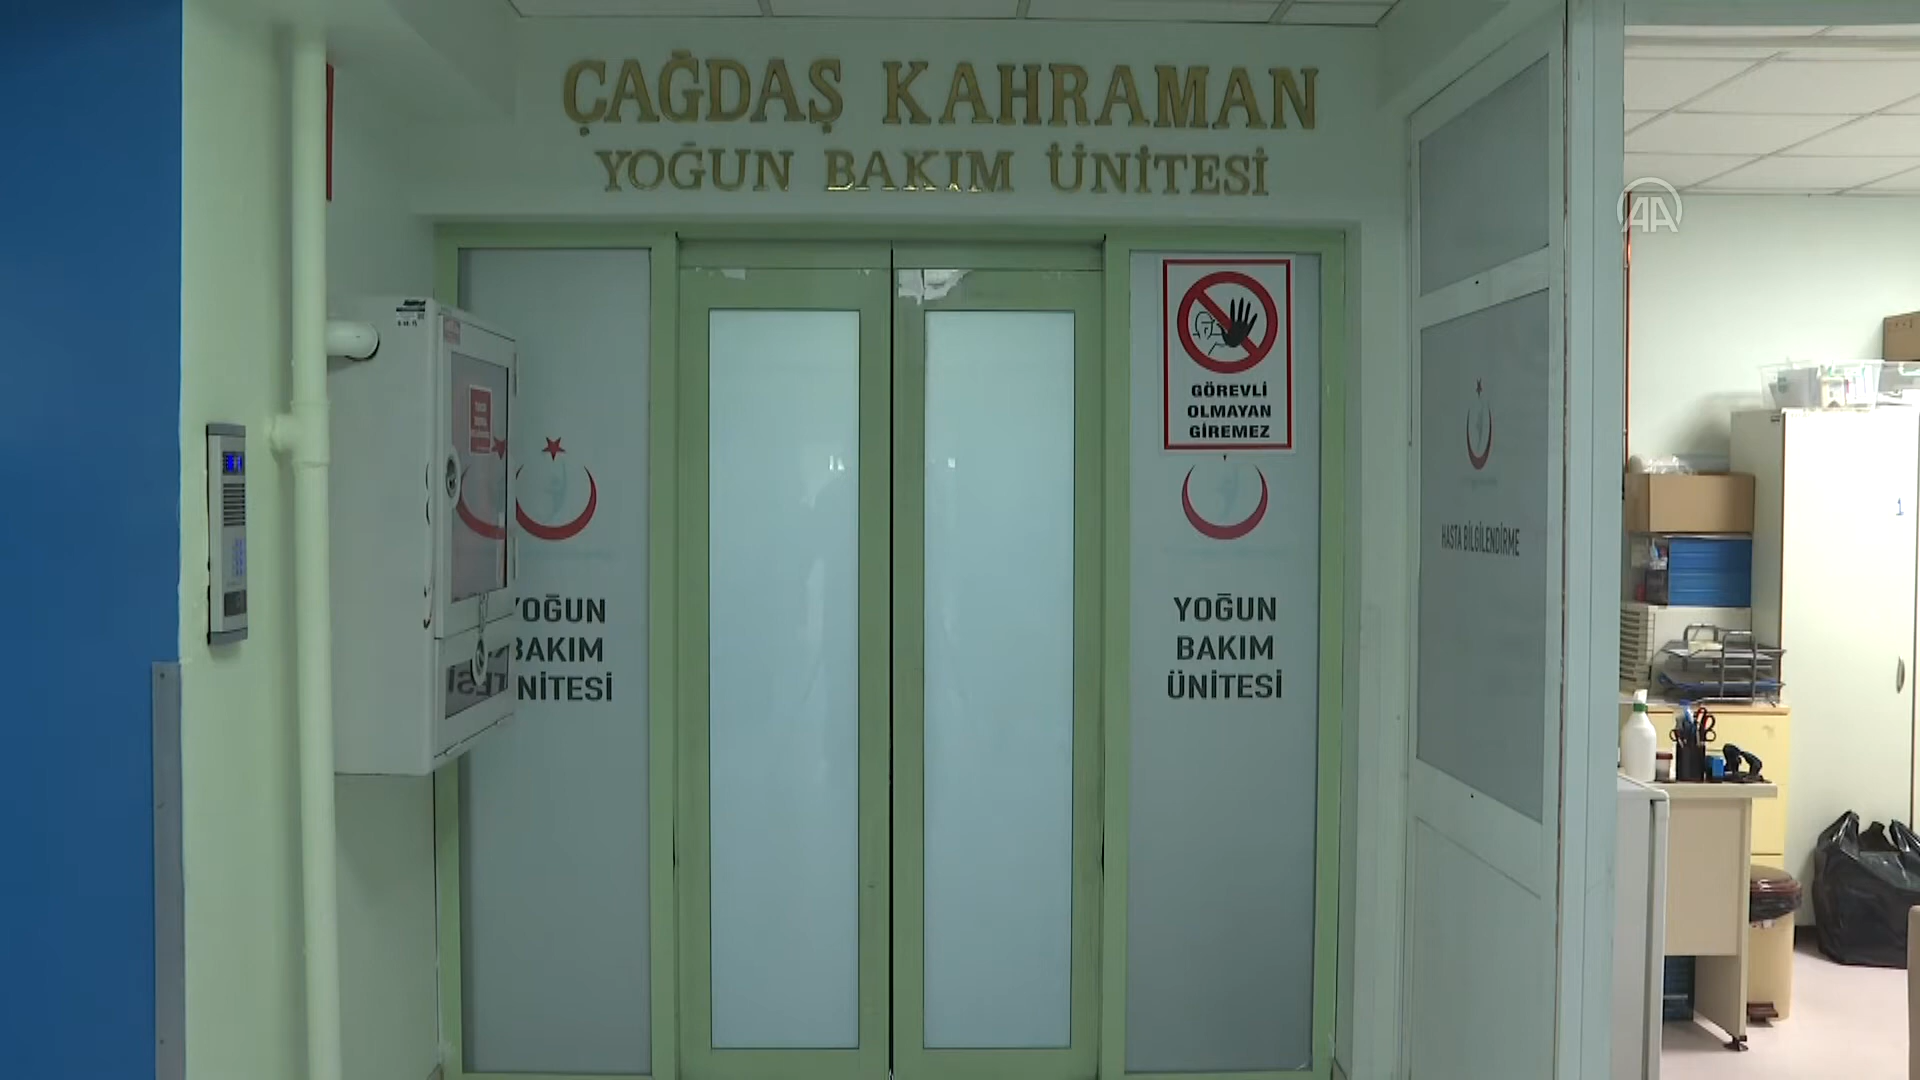 ÇAĞDAŞ KAHRAMAN
YOĞUN BAKIM ÜNİTESİ
AA
GÖREVLİ
OLMAYAN
GİREMEZ
YOĞUN
BAKIM
ÜNİTESİ
YOĞUN
BAKIM
ÜNİTESİ
HASTA BİLGİLENDİRME
1